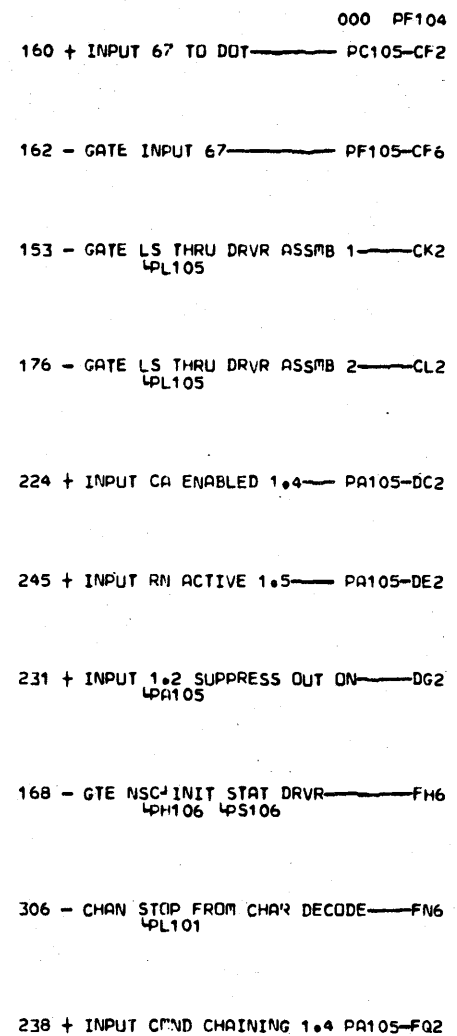 000 PF104
160 + INPUT 67 TO DOT——— PC105-CF2
162 - GATE INPUT 67——— PF105-CF6
153 - GATE LS THRU DRVR ASSMB 1———CK2
↳PL105
176 - GATE LS THRU DRVR ASSMB 2———CL2
↳PL105
224 + INPUT CA ENABLED 1.4—— PA105-DC2
245 + INPUT RN ACTIVE 1.5—— PA105-DE2
231 + INPUT 1.2 SUPPRESS OUT ON———DG2
↳PA105
168 - GTE NSC INIT STAT DRVR———FH6
↳PH106 ↳PS106
306 - CHAN STOP FROM CHAR DECODE——FN6
↳PL101
238 + INPUT CMND CHAINING 1.4 PA105-FQ2